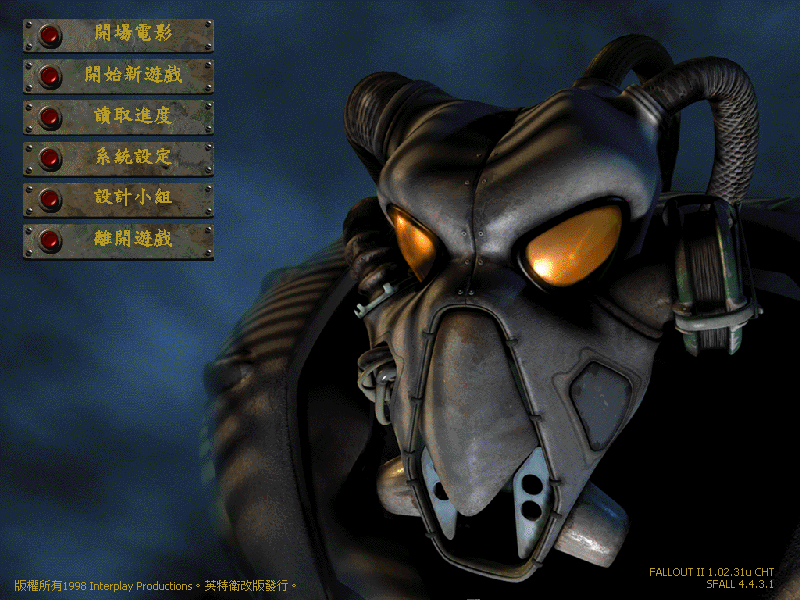 開場電影
開始新遊戲
讀取進度
系統設定
設計小組
離開遊戲
FALLOUT II 1.02.31u CHT
SFALL 4.4.3.1
版權所有1998 Interplay Productions。英特衛改版發行。